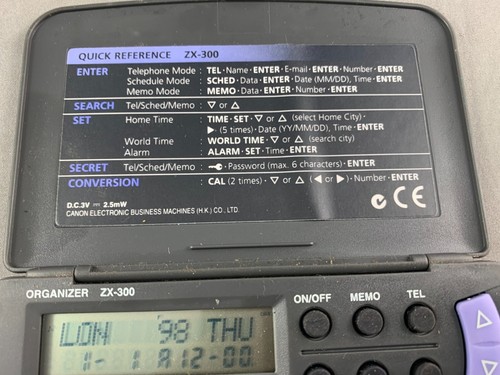 QUICK REFERENCE ZX-300
ENTER Telephone Mode : TEL · Name · ENTER · E-mail · ENTER · Number · ENTER
Schedule Mode : SCHED · Data · ENTER · Date (MM/DD), Time · ENTER
Memo Mode : MEMO · Data · ENTER · Number · ENTER
SEARCH Tel/Sched/Memo : ▽ or △
SET Home Time : TIME · SET · ▽ or △ (select Home City) ·
▶ (5 times) · Date (YY/MM/DD), Time · ENTER
World Time : WORLD TIME · ▽ or △ (search city)
Alarm : ALARM · SET · Time · ENTER
SECRET Tel/Sched/Memo : · Password (max. 6 characters) · ENTER
CONVERSION : CAL (2 times) · ▽ or △ (◀ or ▶) · Number · ENTER
D.C.3V ⎓ 2.5mW
CANON ELECTRONIC BUSINESS MACHINES (H.K.) CO., LTD.
CE
ORGANIZER ZX-300
ON/OFF MEMO TEL
LON 98 THU
1- 1 A12-00